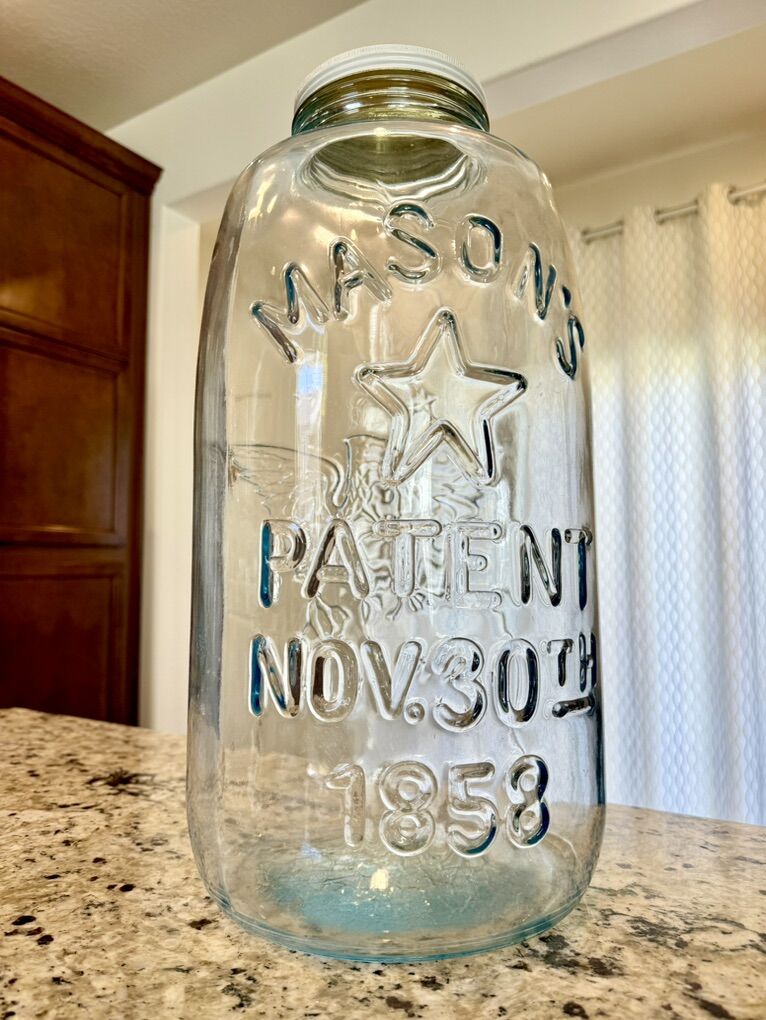 MASON'S
PATENT
NOV. 30TH
1858